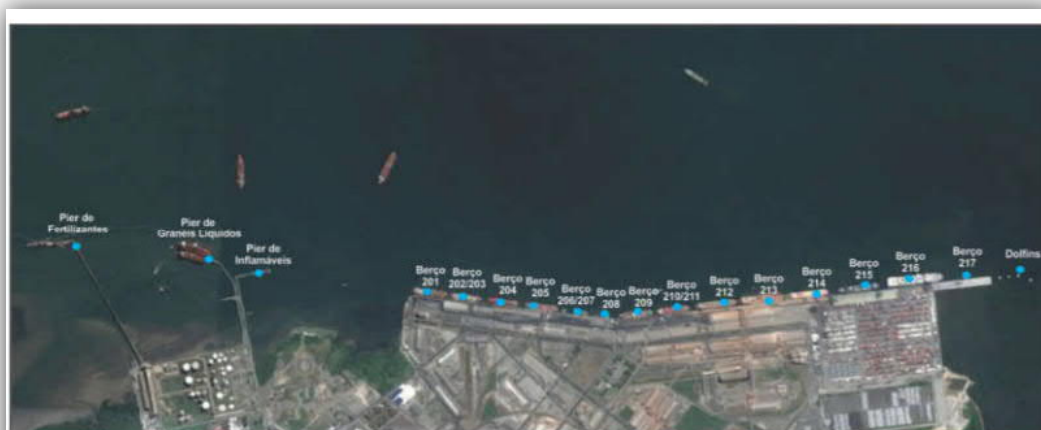 Pier de
Fertilizantes
Pier de
Granéis Líquidos
Pier de
Inflamáveis
Berço
201
Berço
202/203
Berço
204
Berço
205
Berço
206/207
Berço
208
Berço
209
Berço
210/211
Berço
212
Berço
213
Berço
214
Berço
215
Berço
216
Berço
217
Dolfins